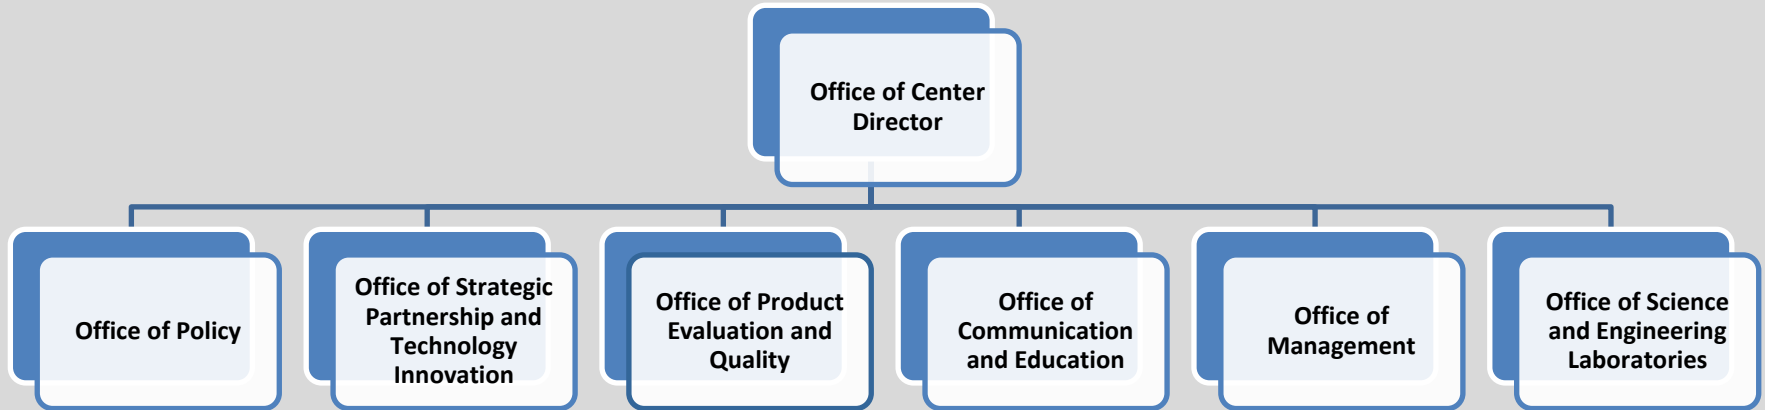 Office of Center
Director
Office of Policy
Office of Strategic
Partnership and
Technology
Innovation
Office of Product
Evaluation and
Quality
Office of
Communication
and Education
Office of
Management
Office of Science
and Engineering
Laboratories